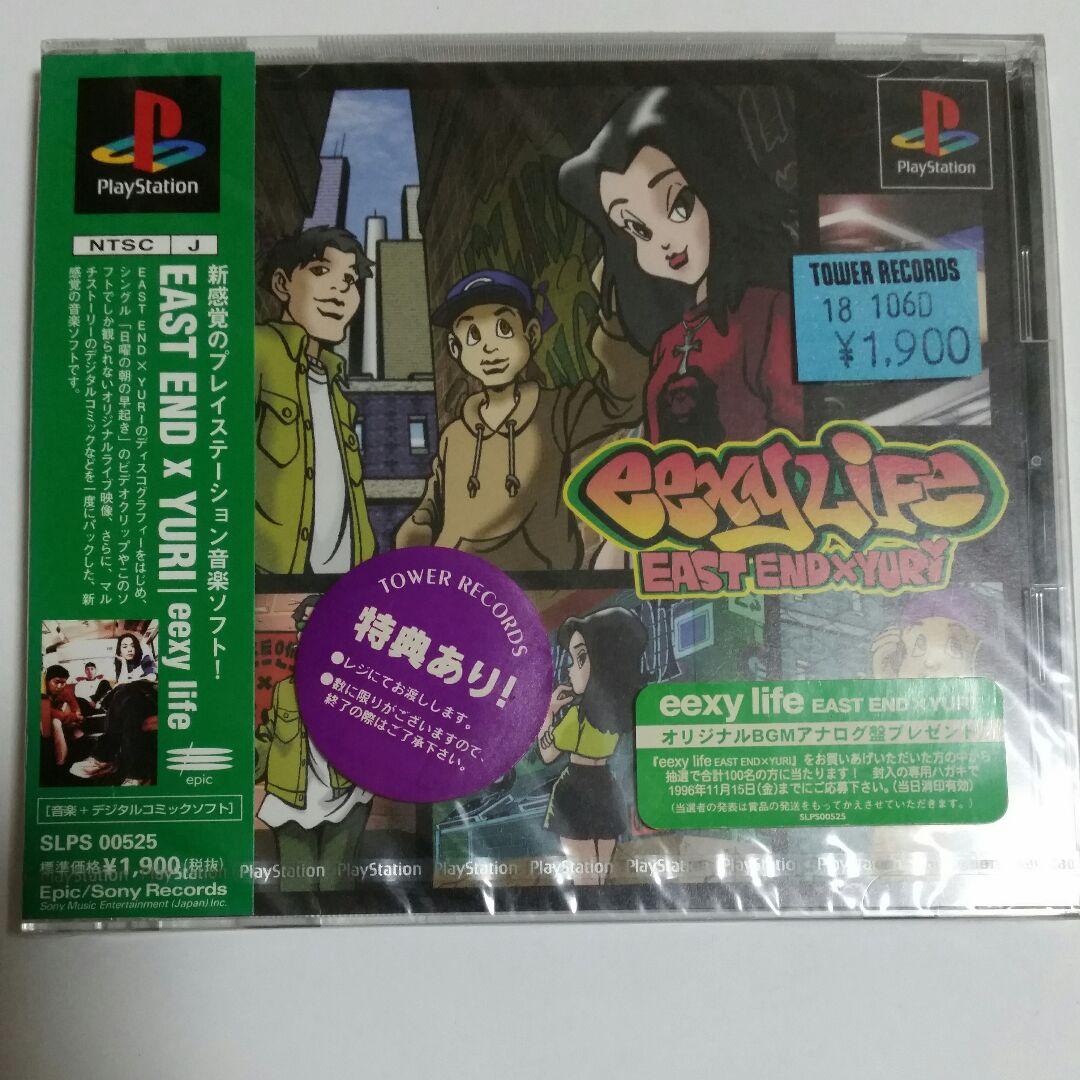 PlayStation
NTSC J
新感覚のプレイステーション音楽ソフト!
EAST END x YURI | eexy life
EAST END×YURIのディスコグラフィーをはじめ、
シングル「日曜の朝の早起き」のビデオクリップやこのソ
フトでしか観られないオリジナルライブ映像、さらに、マル
チストーリーのデジタルコミックなどを一度にパックした、新
感覚の音楽ソフトです。
epic
[音楽+デジタルコミックソフト]
SLPS 00525
標準価格¥1,900(税抜)
Epic/Sony Records
Sony Music Entertainment (Japan) Inc.
PlayStation
TOWER RECORDS
18 106D
¥1,900
eexy Life
EAST END×YURI
TOWER RECORDS
特典あり!
●レジにてお渡しします。
●数に限りがございますので、
終了の際はご了承下さい。
eexy life EAST END×YURI
オリジナルBGMアナログ盤プレゼント
『eexy life EAST END×YURI』をお買いあげいただいた方の中から
抽選で合計100名の方に当たります! 封入の専用ハガキで
1996年11月15日(金)までにご応募下さい。(当日消印有効)
(当選者の発表は賞品の発送をもってかえさせていただきます。)
SLPS00525
PlayStation PlayStation PlayStation PlayStation PlayStation PlayStation